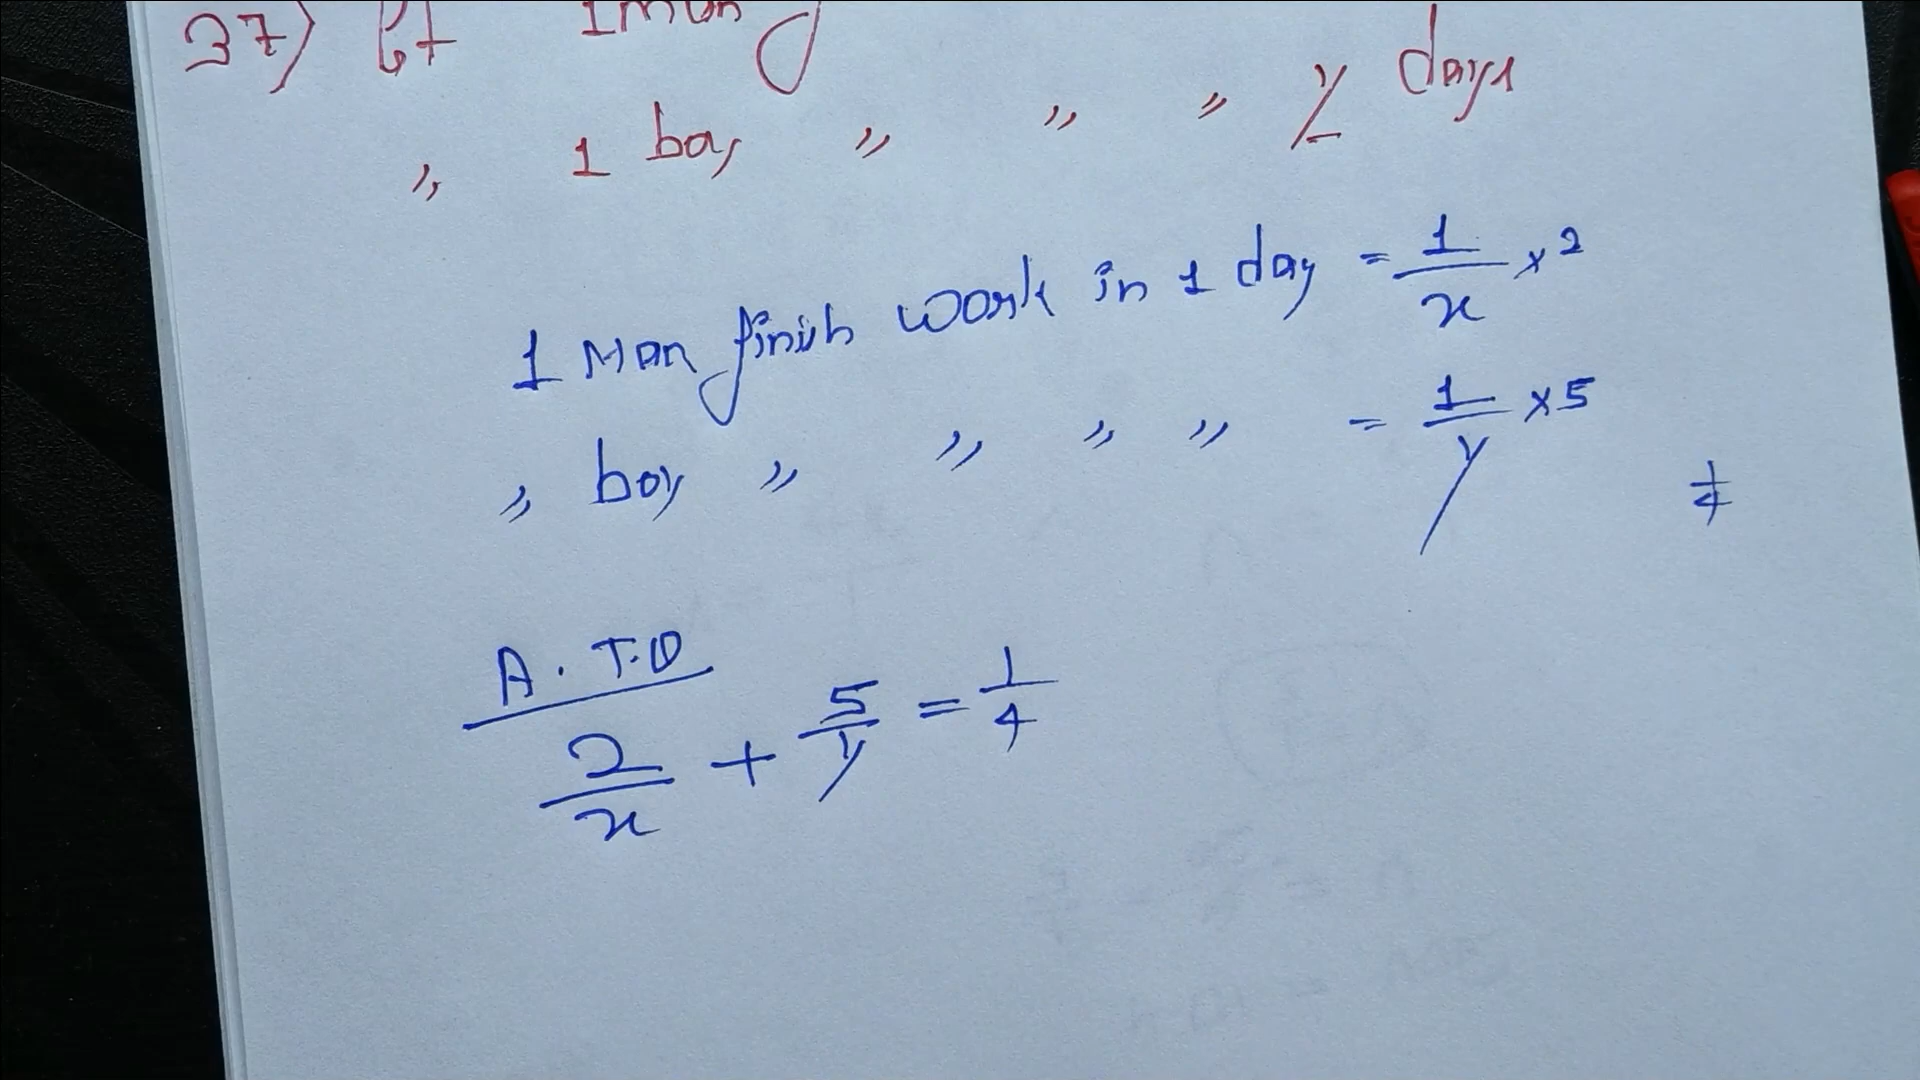 37) let 1 man
" 1 boy " " " y days
1 Man finish work in 1 day = 1/x × 2
" boy " " " " = 1/y × 5
1/4
A.T.Q
2/x + 5/y = 1/4